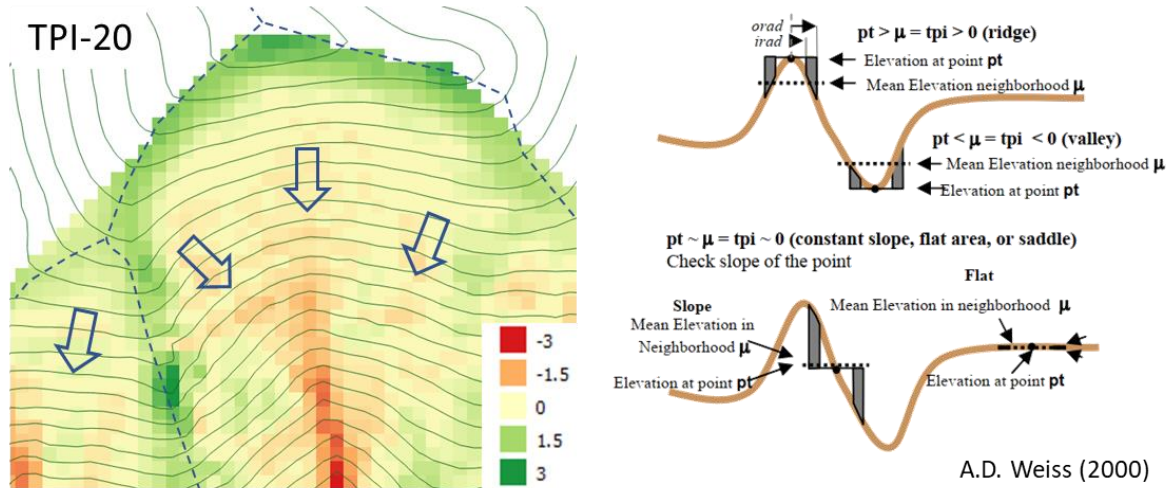 TPI-20
-3
-1.5
0
1.5
3
orad
irad
pt > μ = tpi > 0 (ridge)
Elevation at point pt
Mean Elevation neighborhood μ
pt < μ = tpi < 0 (valley)
Mean Elevation neighborhood μ
Elevation at point pt
pt ~ μ = tpi ~ 0 (constant slope, flat area, or saddle)
Check slope of the point
Slope
Mean Elevation in
Neighborhood μ
Elevation at point pt
Flat
Mean Elevation in neighborhood μ
Elevation at point pt
A.D. Weiss (2000)